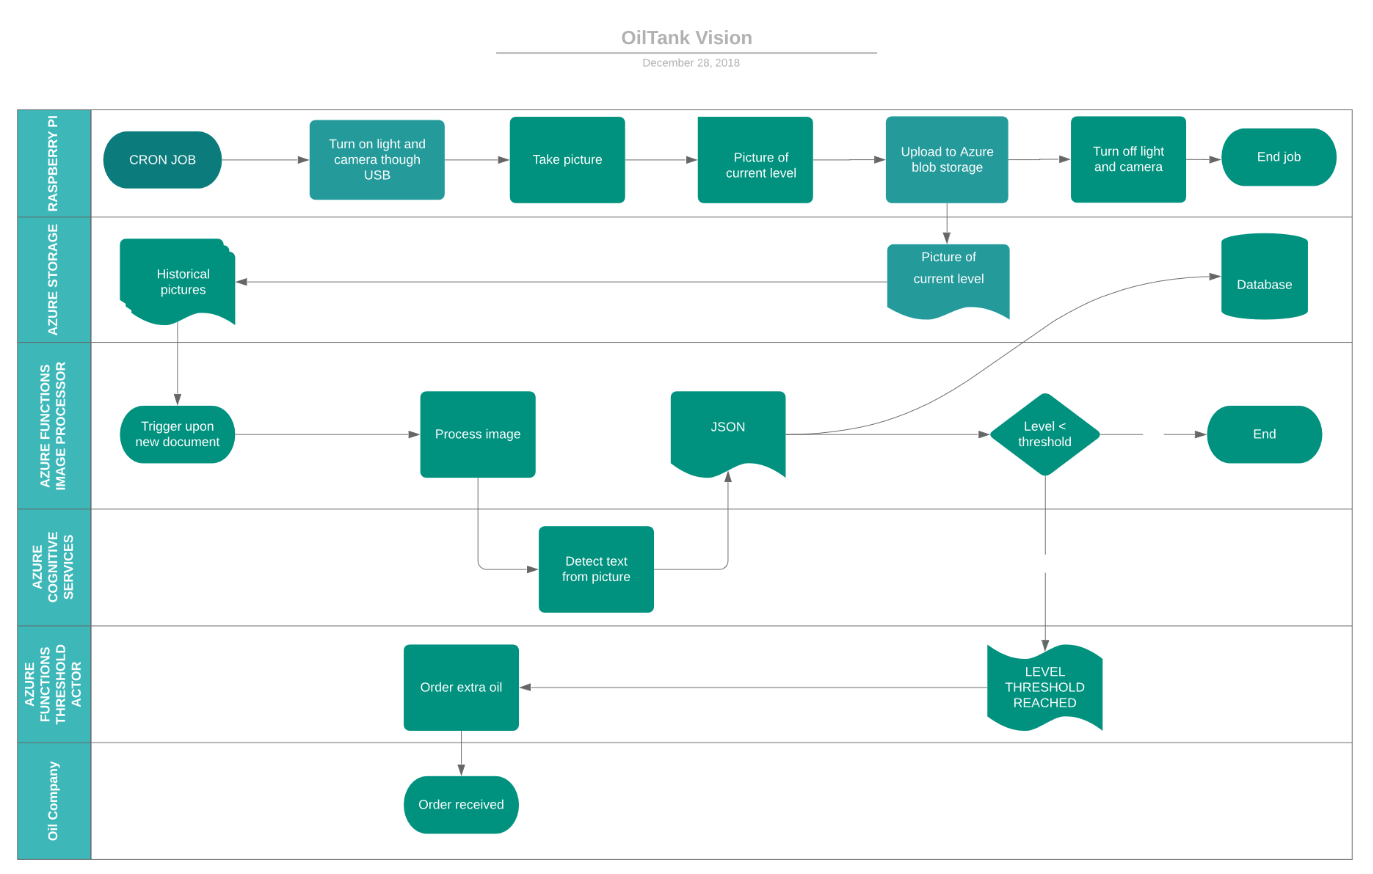 OilTank Vision
December 28, 2018
RASPBERRY PI
CRON JOB
Turn on light and
camera though
USB
Take picture
Picture of
current level
Upload to Azure
blob storage
Turn off light
and camera
End job
AZURE STORAGE
Historical
pictures
Picture of
current level
Database
AZURE FUNCTIONS
IMAGE PROCESSOR
Trigger upon
new document
Process image
JSON
Level <
threshold
End
AZURE
COGNITIVE
SERVICES
Detect text
from picture
AZURE
FUNCTIONS
THRESHOLD
ACTOR
Order extra oil
LEVEL
THRESHOLD
REACHED
Oil Company
Order received